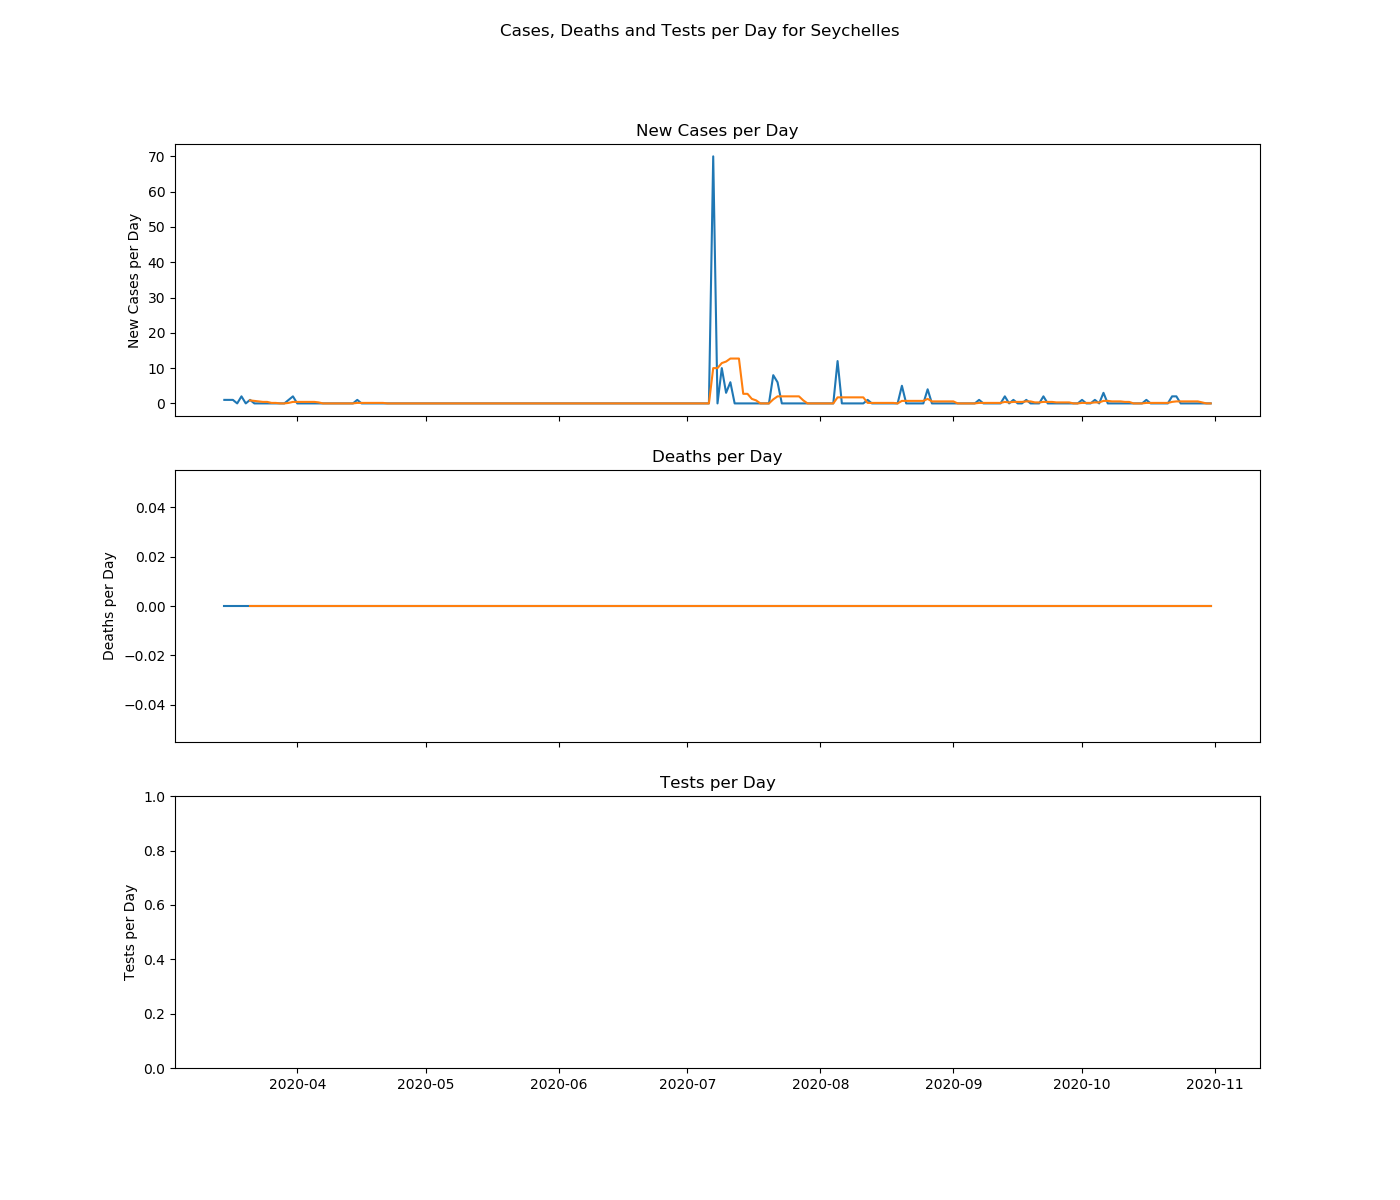 Cases, Deaths and Tests per Day for Seychelles
New Cases per Day
New Cases per Day
70
60
50
40
30
20
10
0
Deaths per Day
Deaths per Day
0.04
0.02
0.00
−0.02
−0.04
Tests per Day
Tests per Day
1.0
0.8
0.6
0.4
0.2
0.0
2020-04 2020-05 2020-06 2020-07 2020-08 2020-09 2020-10 2020-11